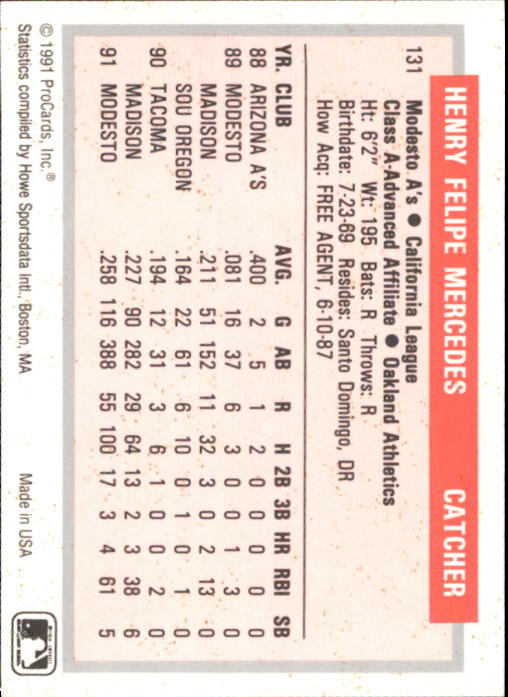 HENRY FELIPE MERCEDES CATCHER
131 Modesto A's ● California League
Class A-Advanced Affiliate ● Oakland Athletics
Ht: 6'2" Wt: 195 Bats: R Throws: R
Birthdate: 7-23-69 Resides: Santo Domingo, DR
How Acq: FREE AGENT, 6-10-87
YR. CLUB AVG. G AB R H 2B 3B HR RBI SB
88 ARIZONA A'S .400 2 5 1 2 0 0 0 0 0
89 MODESTO .081 16 37 6 3 0 0 1 3 0
MADISON .211 51 152 11 32 3 0 2 13 0
SOU OREGON .164 22 61 6 10 0 1 0 1 0
90 TACOMA .194 12 31 3 6 1 0 0 2 0
MADISON .227 90 282 29 64 13 2 3 38 6
91 MODESTO .258 116 388 55 100 17 3 4 61 5
© 1991 ProCards, Inc.® Made in USA
Statistics compiled by Howe Sportsdata Intl., Boston, MA